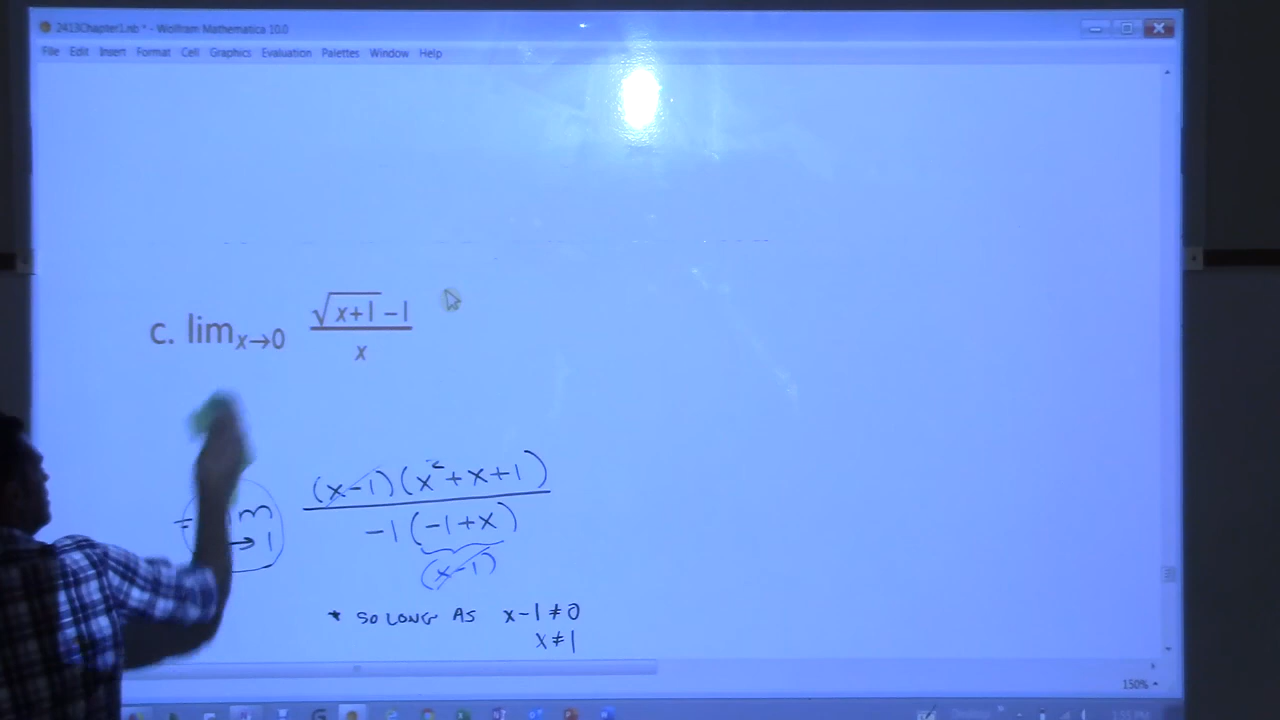 2413Chapter1.nb * - Wolfram Mathematica 10.0
File Edit Insert Format Cell Graphics Evaluation Palettes Window Help
c. lim x→0 (√(x+1) -1)/x
(x-1)(x²+x+1)
-1(-1+x)
→1
(x-1)
* SO LONG AS x-1≠0
x≠1
150%